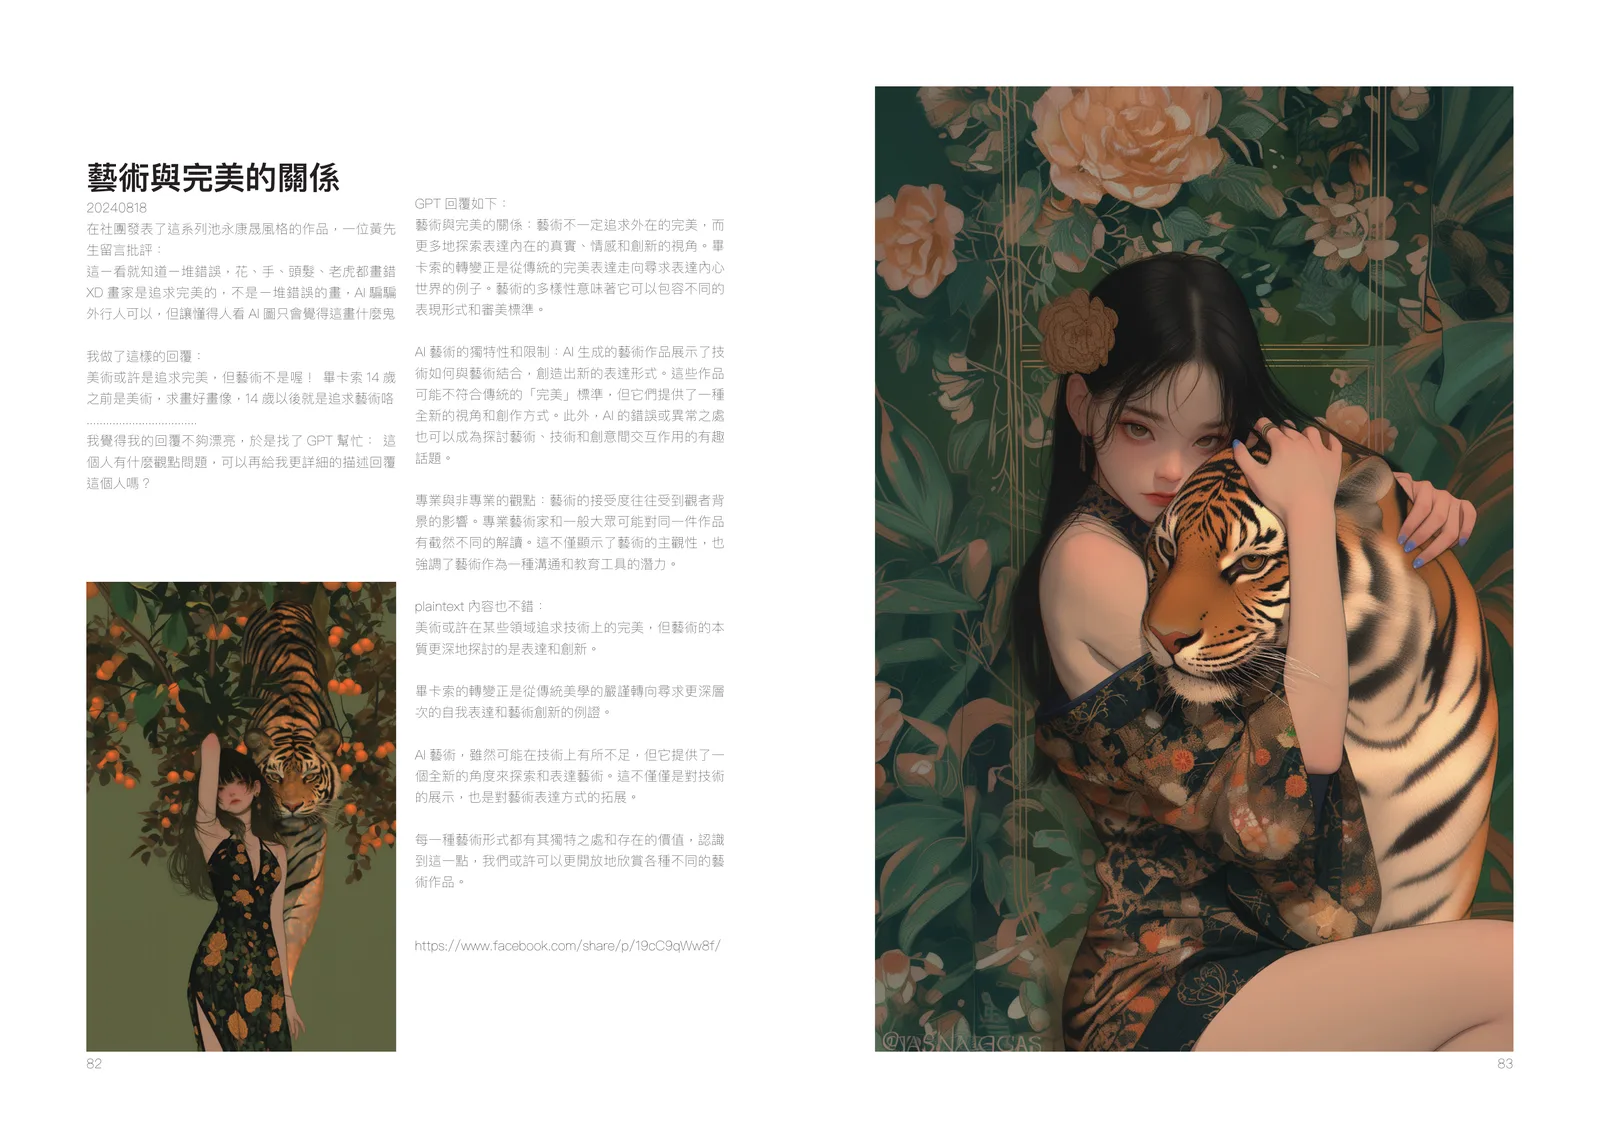 藝術與完美的關係
20240818
在社團發表了這系列池永康晟風格的作品，一位黃先
生留言批評：
這一看就知道一堆錯誤，花、手、頭髮、老虎都畫錯
XD 畫家是追求完美的，不是一堆錯誤的畫，AI 騙騙
外行人可以，但讓懂得人看 AI 圖只會覺得這畫什麼鬼
我做了這樣的回覆：
美術或許是追求完美，但藝術不是喔！ 畢卡索 14 歲
之前是美術，求畫好畫像，14 歲以後就是追求藝術咯
..................................
我覺得我的回覆不夠漂亮，於是找了 GPT 幫忙： 這
個人有什麼觀點問題，可以再給我更詳細的描述回覆
這個人嗎？
GPT 回覆如下：
藝術與完美的關係：藝術不一定追求外在的完美，而
更多地探索表達內在的真實、情感和創新的視角。畢
卡索的轉變正是從傳統的完美表達走向尋求表達內心
世界的例子。藝術的多樣性意味著它可以包容不同的
表現形式和審美標準。
AI 藝術的獨特性和限制：AI 生成的藝術作品展示了技
術如何與藝術結合，創造出新的表達形式。這些作品
可能不符合傳統的「完美」標準，但它們提供了一種
全新的視角和創作方式。此外，AI 的錯誤或異常之處
也可以成為探討藝術、技術和創意間交互作用的有趣
話題。
專業與非專業的觀點：藝術的接受度往往受到觀者背
景的影響。專業藝術家和一般大眾可能對同一件作品
有截然不同的解讀。這不僅顯示了藝術的主觀性，也
強調了藝術作為一種溝通和教育工具的潛力。
plaintext 內容也不錯：
美術或許在某些領域追求技術上的完美，但藝術的本
質更深地探討的是表達和創新。
畢卡索的轉變正是從傳統美學的嚴謹轉向尋求更深層
次的自我表達和藝術創新的例證。
AI 藝術，雖然可能在技術上有所不足，但它提供了一
個全新的角度來探索和表達藝術。這不僅僅是對技術
的展示，也是對藝術表達方式的拓展。
每一種藝術形式都有其獨特之處和存在的價值，認識
到這一點，我們或許可以更開放地欣賞各種不同的藝
術作品。
https://www.facebook.com/share/p/19cC9qWw8f/
82
83